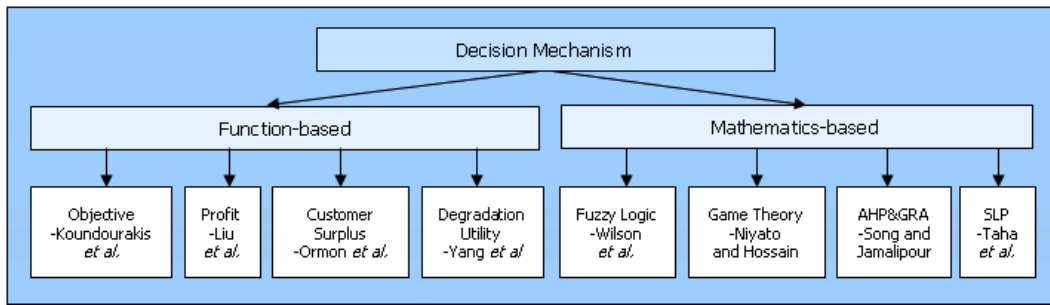 Decision Mechanism
Function-based
Mathematics-based
Objective
-Koundourakis
et al.
Profit
-Liu
et al.
Customer
Surplus
-Ormon et al.
Degradation
Utility
-Yang et al
Fuzzy Logic
-Wilson
et al.
Game Theory
-Niyato
and Hossain
AHP&GRA
-Song and
Jamalipour
SLP
-Taha
et al.